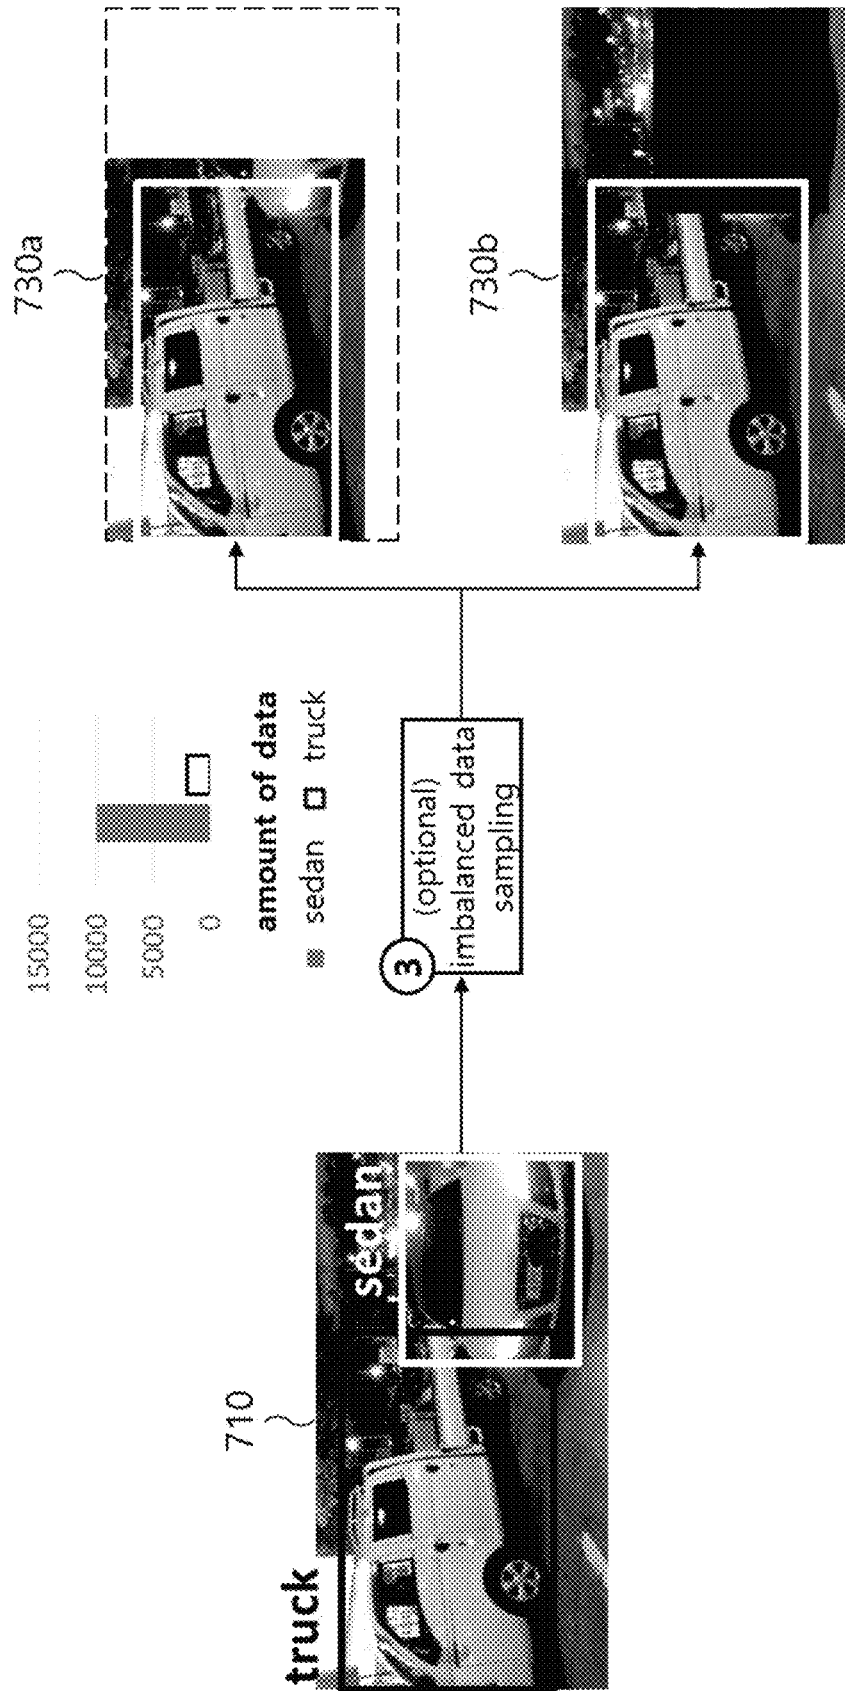 710
truck
sedan
15000
10000
5000
0
amount of data
sedan truck
3
(optional)
imbalanced data
sampling
730a
730b